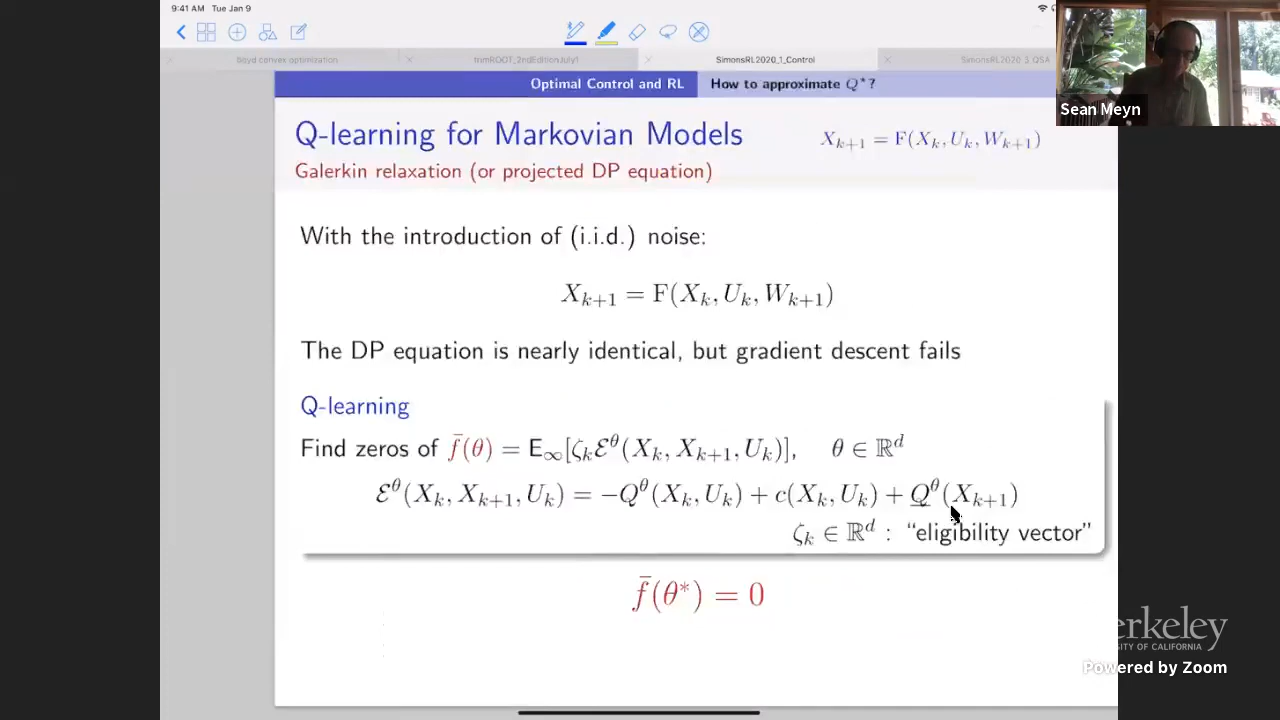 9:41 AM Tue Jan 9
Boyd convex optimization
trimROOT_2ndEditionJuly1
SimonsRL2020_1_Control
SimonsRL2020_3_QSA
Optimal Control and RL
How to approximate Q*?
Sean Meyn
Q-learning for Markovian Models
X_{k+1} = F(X_k, U_k, W_{k+1})
Galerkin relaxation (or projected DP equation)
With the introduction of (i.i.d.) noise:
X_{k+1} = F(X_k, U_k, W_{k+1})
The DP equation is nearly identical, but gradient descent fails
Q-learning
Find zeros of f̄(θ) = E_∞[ζ_k ℰ^θ(X_k, X_{k+1}, U_k)], θ ∈ ℝ^d
ℰ^θ(X_k, X_{k+1}, U_k) = −Q^θ(X_k, U_k) + c(X_k, U_k) + Q̲^θ(X_{k+1})
ζ_k ∈ ℝ^d : “eligibility vector”
f̄(θ*) = 0
erkeley
SITY OF CALIFORNIA
Powered by Zoom